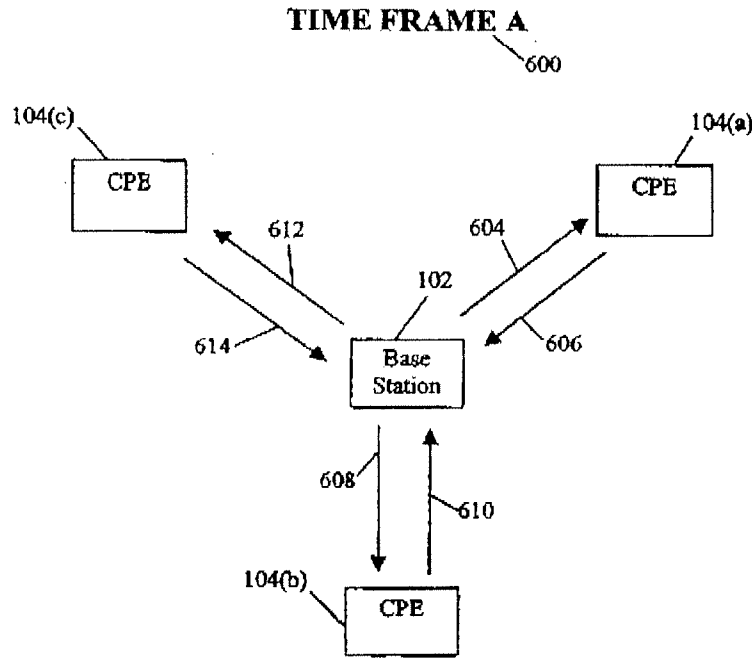 TIME FRAME A
600
104(c)
104(a)
CPE
CPE
612
604
102
614
606
Base
Station
608
610
104(b)
CPE